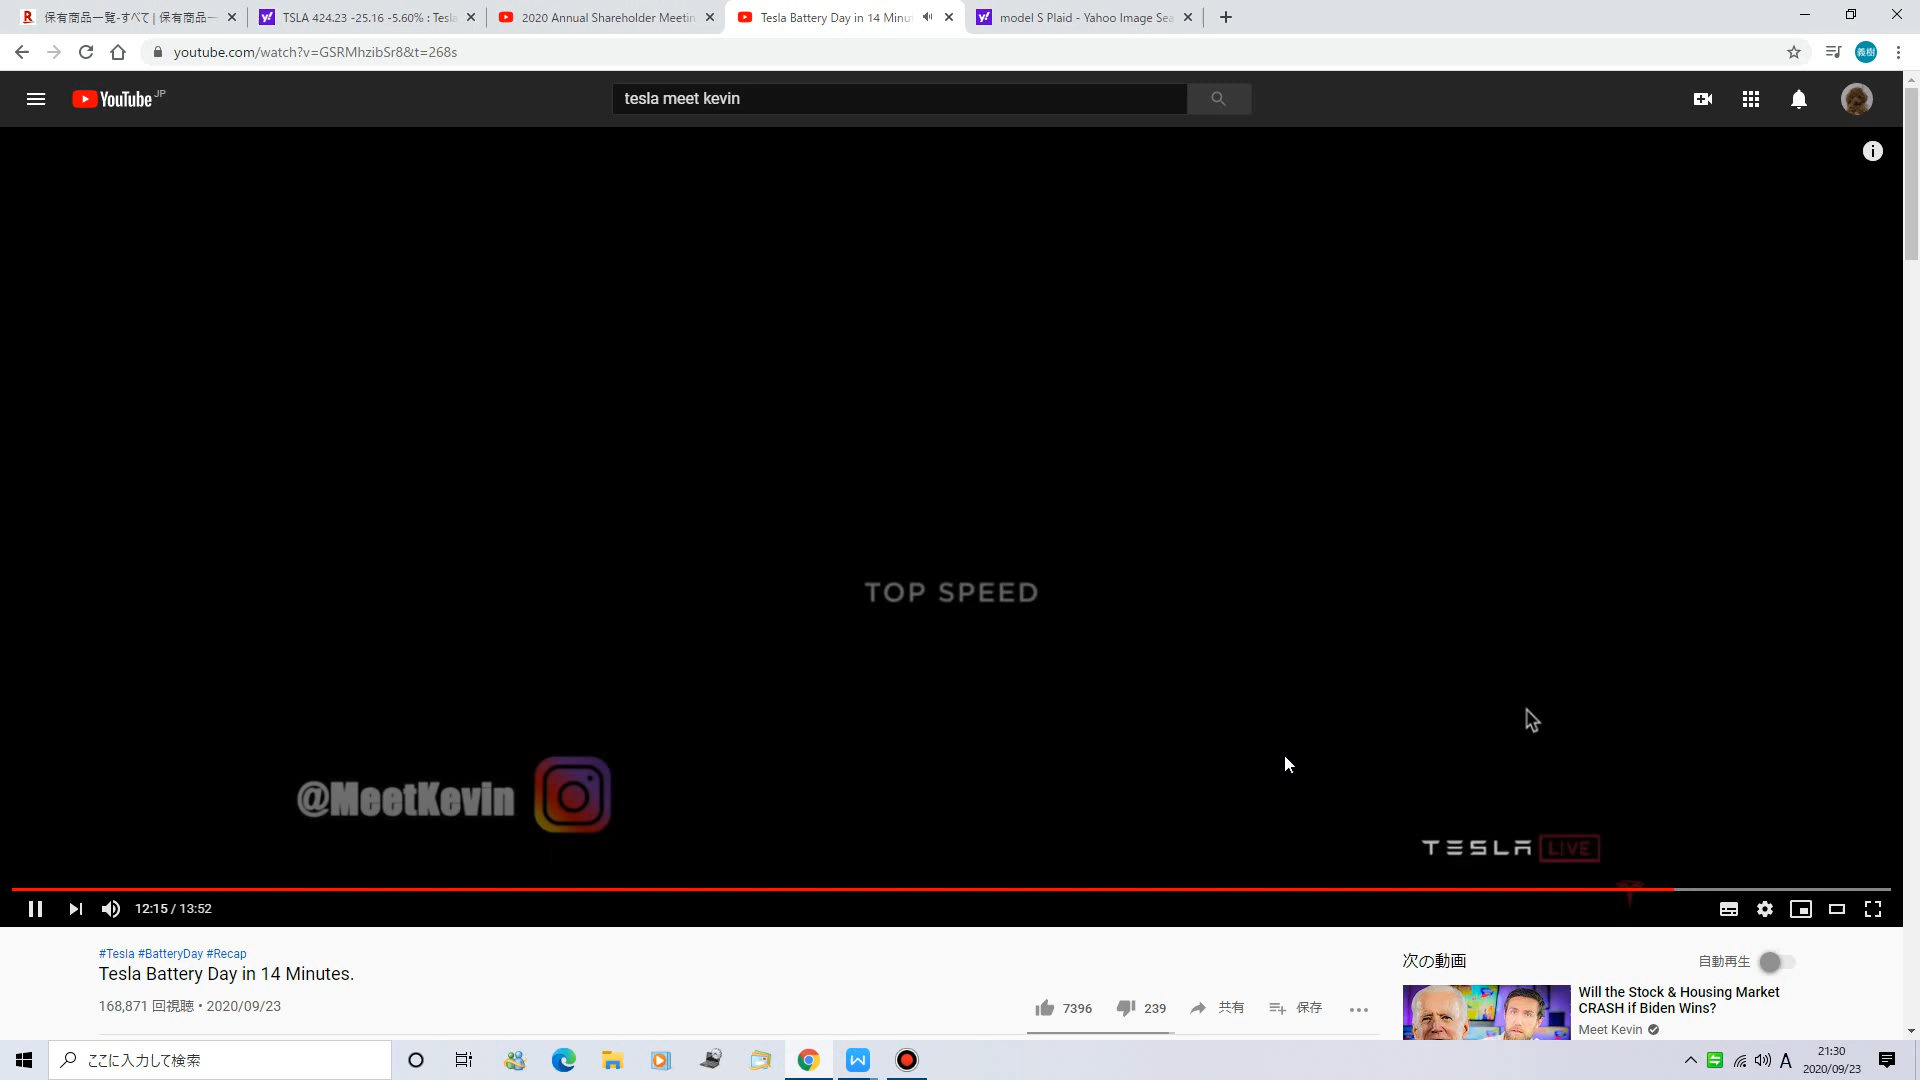 保有商品一覧-すべて | 保有商品一
TSLA 424.23 -25.16 -5.60% : Tesla
2020 Annual Shareholder Meetin
Tesla Battery Day in 14 Minut
model S Plaid - Yahoo Image Sea
youtube.com/watch?v=GSRMhzibSr8&t=268s
義樹
YouTube JP
tesla meet kevin
TOP SPEED
@MeetKevin
TESLA LIVE
12:15 / 13:52
#Tesla #BatteryDay #Recap
Tesla Battery Day in 14 Minutes.
168,871 回視聴・2020/09/23
7396
239
共有
保存
次の動画
自動再生
Will the Stock & Housing Market
CRASH if Biden Wins?
Meet Kevin
ここに入力して検索
A
21:30
2020/09/23